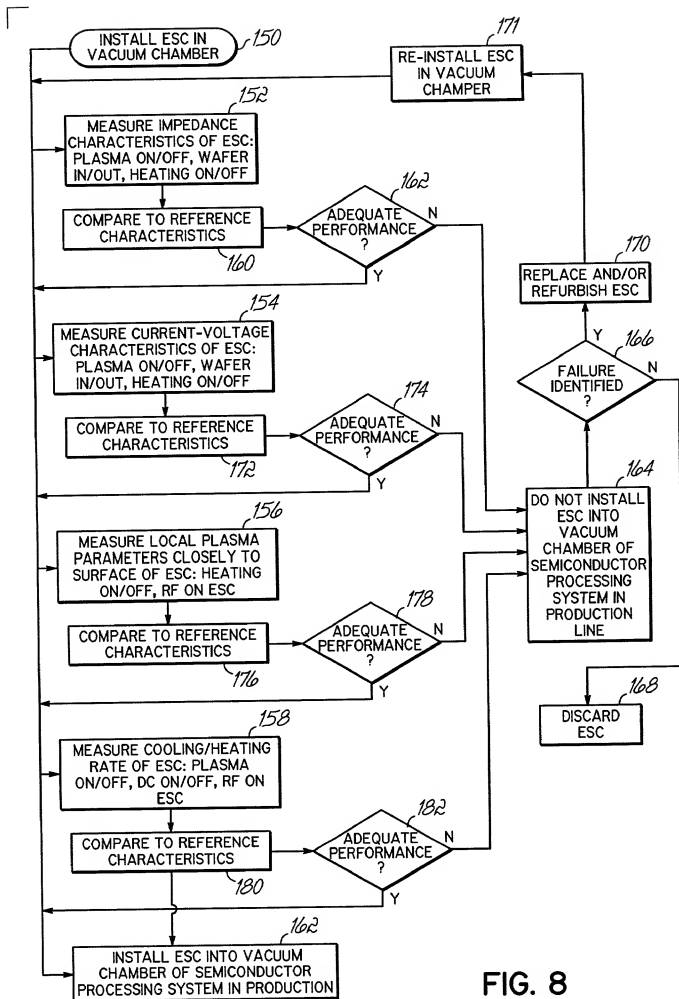 INSTALL ESC IN
VACUUM CHAMBER
150
171
RE-INSTALL ESC
IN VACUUM
CHAMPER
152
MEASURE IMPEDANCE
CHARACTERISTICS OF ESC:
PLASMA ON/OFF, WAFER
IN/OUT, HEATING ON/OFF
COMPARE TO REFERENCE
CHARACTERISTICS
160
162
ADEQUATE
PERFORMANCE
?
N
Y
170
REPLACE AND/OR
REFURBISH ESC
Y
166
N
FAILURE
IDENTIFIED
?
154
MEASURE CURRENT-VOLTAGE
CHARACTERISTICS OF ESC:
PLASMA ON/OFF, WAFER
IN/OUT, HEATING ON/OFF
COMPARE TO REFERENCE
CHARACTERISTICS
172
174
ADEQUATE
PERFORMANCE
?
N
Y
164
DO NOT INSTALL
ESC INTO
VACUUM
CHAMBER OF
SEMICONDUCTOR
PROCESSING
SYSTEM IN
PRODUCTION
LINE
156
MEASURE LOCAL PLASMA
PARAMETERS CLOSELY TO
SURFACE OF ESC: HEATING
ON/OFF, RF ON ESC
COMPARE TO REFERENCE
CHARACTERISTICS
176
178
ADEQUATE
PERFORMANCE
?
N
Y
168
DISCARD
ESC
158
MEASURE COOLING/HEATING
RATE OF ESC: PLASMA
ON/OFF, DC ON/OFF, RF ON
ESC
COMPARE TO REFERENCE
CHARACTERISTICS
180
182
ADEQUATE
PERFORMANCE
?
N
Y
162
INSTALL ESC INTO VACUUM
CHAMBER OF SEMICONDUCTOR
PROCESSING SYSTEM IN PRODUCTION
FIG. 8